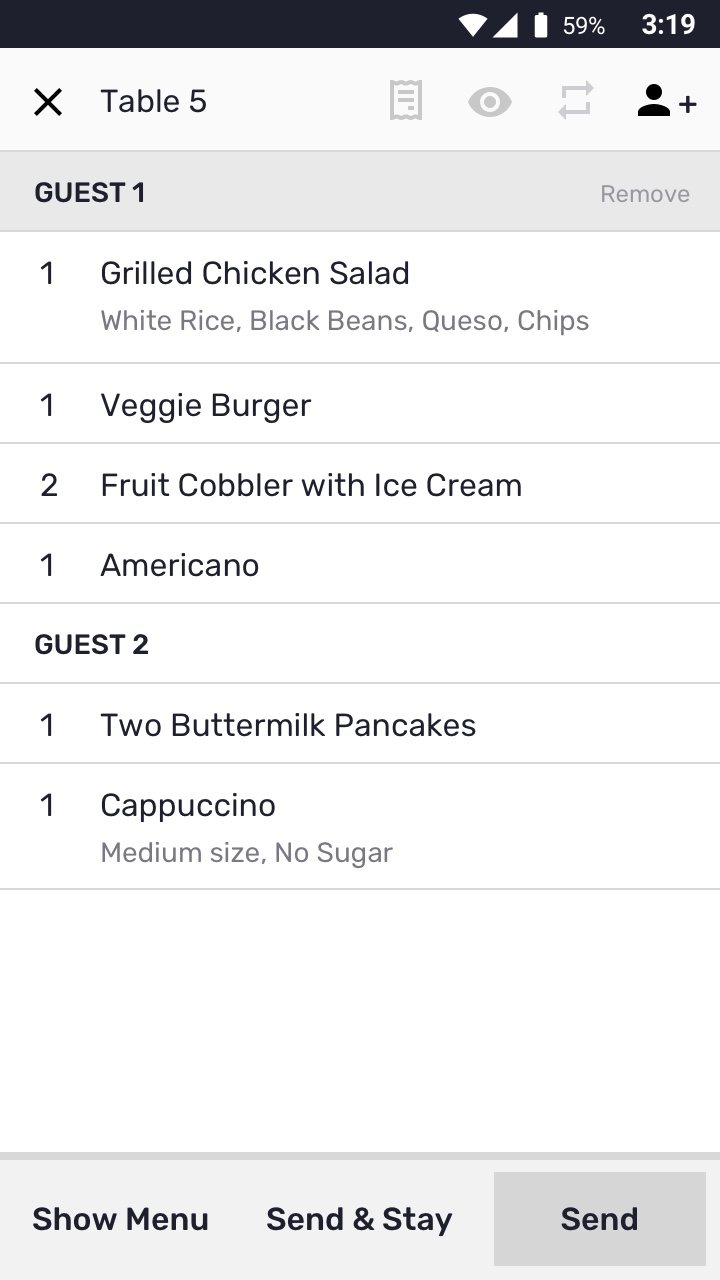 59% 3:19
Table 5
GUEST 1 Remove
1 Grilled Chicken Salad
White Rice, Black Beans, Queso, Chips
1 Veggie Burger
2 Fruit Cobbler with Ice Cream
1 Americano
GUEST 2
1 Two Buttermilk Pancakes
1 Cappuccino
Medium size, No Sugar
Show Menu Send & Stay Send